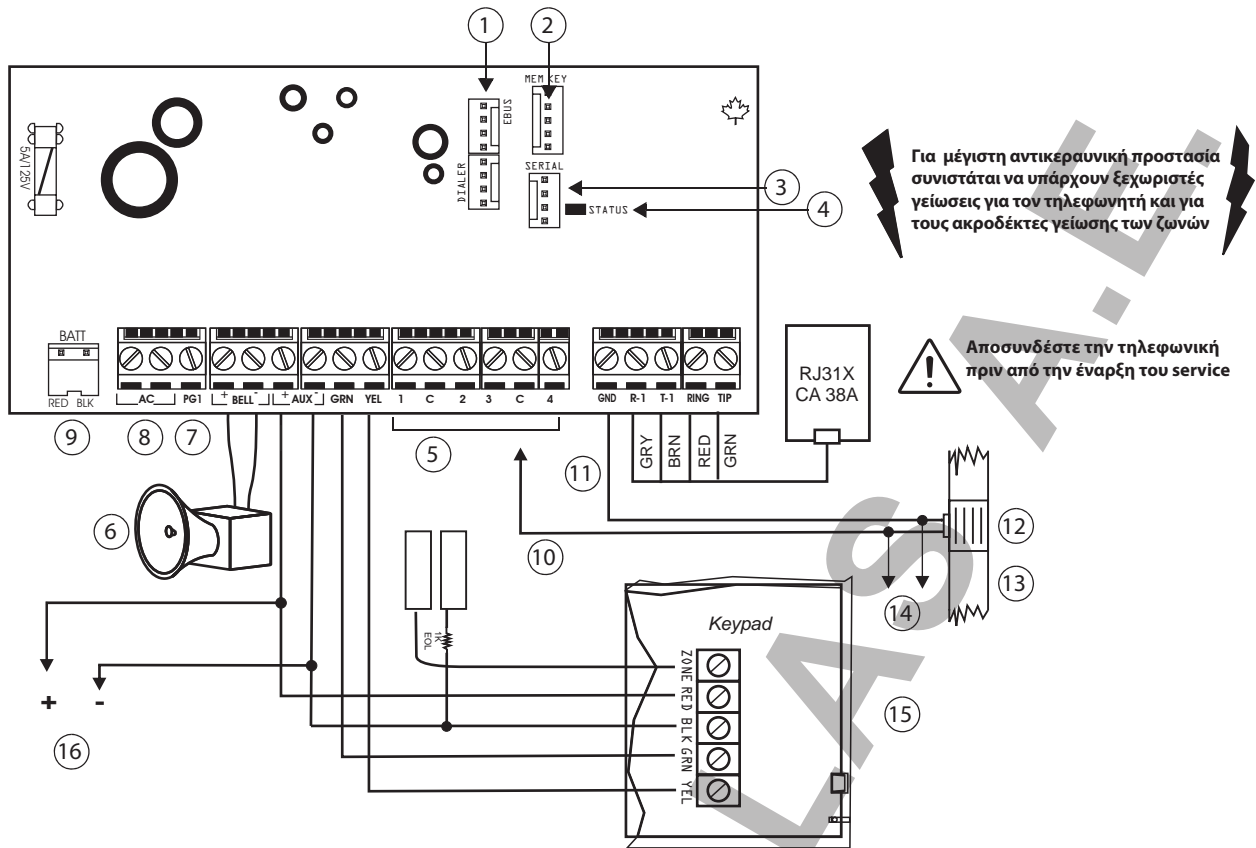 1
2
MEM KEY
EBUS
5A/125V
DIALER
SERIAL
3
STATUS
4
Για μέγιστη αντικεραυνική προστασία
συνιστάται να υπάρχουν ξεχωριστές
γείωσεις για τον τηλεφωνητή και για
τους ακροδέκτες γείωσης των ζωνών
Αποσυνδέστε την τηλεφωνική
πριν από την έναρξη του service
BATT
RED BLK
AC PG1 + BELL - + AUX - GRN YEL 1 C 2 3 C 4 GND R-1 T-1 RING TIP
RJ31X
CA 38A
9
8
7
5
11
GRY
BRN
RED
GRN
6
10
12
13
14
1K
EOL
Keypad
ZONE
RED
BLK
GRN
YEL
15
+ -
16
LAS A.E.